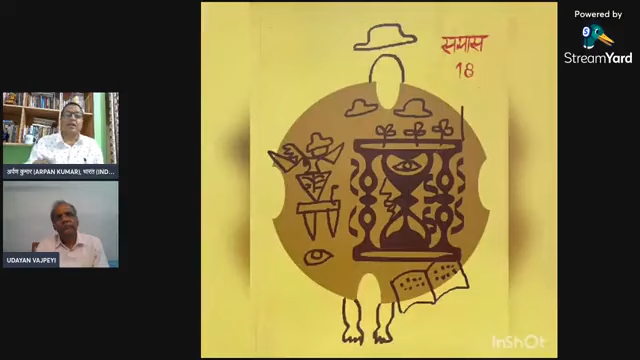 Powered by
StreamYard
समास
18
अर्पण कुमार (ARPAN KUMAR), भारत (IND...
UDAYAN VAJPEYI
InShOt